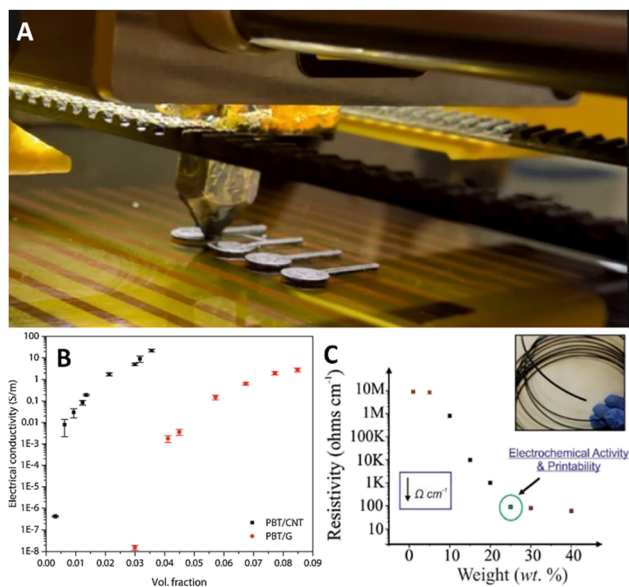 A
B
Electrical conductivity (S/m)
100
10
1
0.1
0.01
1E-3
1E-4
1E-5
1E-6
1E-7
1E-8
0.00 0.01 0.02 0.03 0.04 0.05 0.06 0.07 0.08 0.09
Vol. fraction
PBT/CNT
PBT/G
C
Resistivity (ohms cm⁻¹)
10M
1M
100K
10K
1K
100
10
Electrochemical Activity
& Printability
Ω cm⁻¹
0 10 20 30 40
Weight (wt. %)